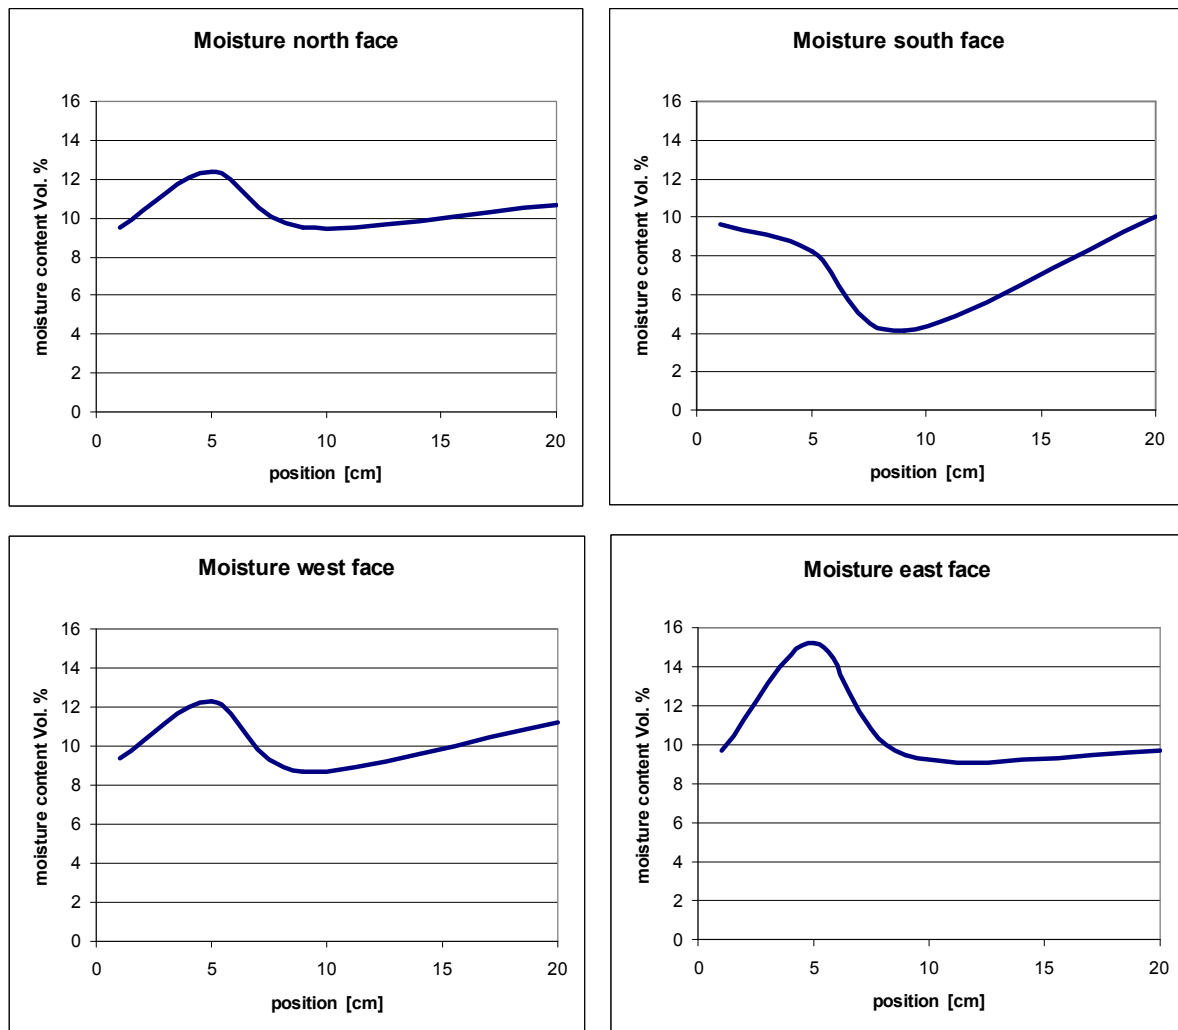 Moisture north face
16
14
12
10
8
6
4
2
0
0 5 10 15 20
position [cm]
moisture content Vol. %
Moisture south face
16
14
12
10
8
6
4
2
0
0 5 10 15 20
position [cm]
moisture content Vol. %
Moisture west face
16
14
12
10
8
6
4
2
0
0 5 10 15 20
position [cm]
moisture content Vol. %
Moisture east face
16
14
12
10
8
6
4
2
0
0 5 10 15 20
position [cm]
moisture content Vol. %